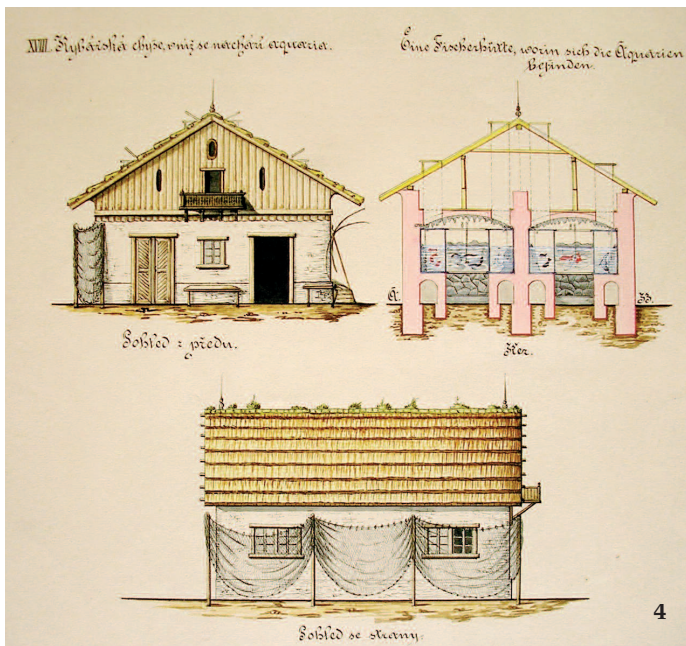 XVIII. Rybářská chyše, v níž se nachází aquaria.
Eine Fischerhütte, worin sich die Aquarien
befinden.
A.
B.
Pohled z předu.
Řez.
Pohled se strany.
4